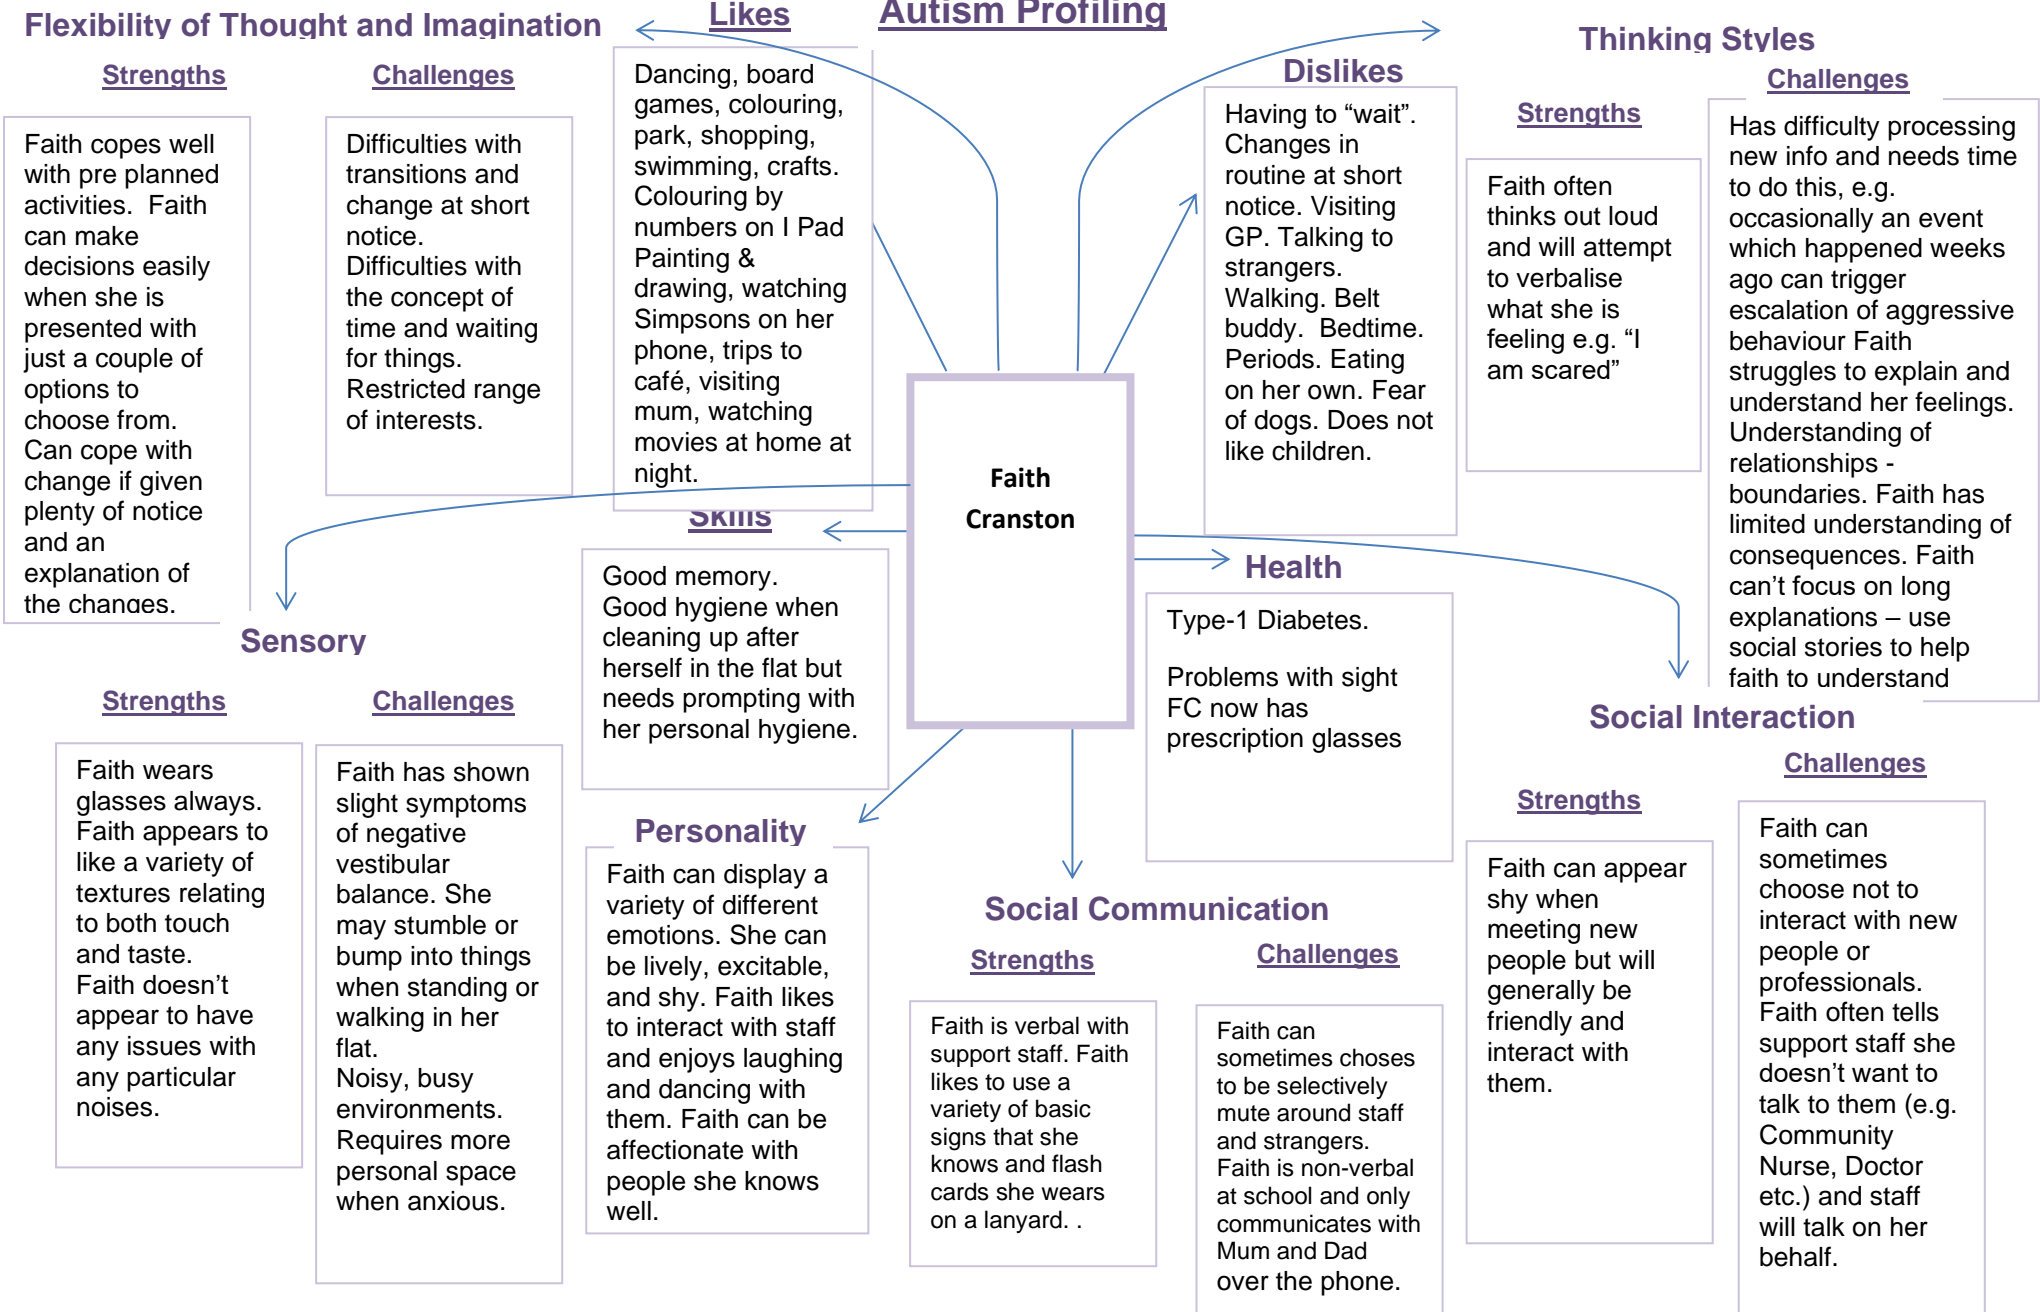 Autism Profiling
Flexibility of Thought and Imagination
Strengths
Faith copes well
with pre planned
activities.  Faith
can make
decisions easily
when she is
presented with
just a couple of
options to
choose from.
Can cope with
change if given
plenty of notice
and an
explanation of
the changes.
Challenges
Difficulties with
transitions and
change at short
notice.
Difficulties with
the concept of
time and waiting
for things.
Restricted range
of interests.
Likes
Dancing, board
games, colouring,
park, shopping,
swimming, crafts.
Colouring by
numbers on I Pad
Painting &
drawing, watching
Simpsons on her
phone, trips to
café, visiting
mum, watching
movies at home at
night.
Dislikes
Having to “wait”.
Changes in
routine at short
notice. Visiting
GP. Talking to
strangers.
Walking. Belt
buddy.  Bedtime.
Periods. Eating
on her own. Fear
of dogs. Does not
like children.
Thinking Styles
Strengths
Faith often
thinks out loud
and will attempt
to verbalise
what she is
feeling e.g. “I
am scared”
Challenges
Has difficulty processing
new info and needs time
to do this, e.g.
occasionally an event
which happened weeks
ago can trigger
escalation of aggressive
behaviour Faith
struggles to explain and
understand her feelings.
Understanding of
relationships -
boundaries. Faith has
limited understanding of
consequences. Faith
can’t focus on long
explanations – use
social stories to help
faith to understand
Faith
Cranston
Skills
Good memory.
Good hygiene when
cleaning up after
herself in the flat but
needs prompting with
her personal hygiene.
Health
Type-1 Diabetes.
Problems with sight
FC now has
prescription glasses
Sensory
Strengths
Faith wears
glasses always.
Faith appears to
like a variety of
textures relating
to both touch
and taste.
Faith doesn’t
appear to have
any issues with
any particular
noises.
Challenges
Faith has shown
slight symptoms
of negative
vestibular
balance. She
may stumble or
bump into things
when standing or
walking in her
flat.
Noisy, busy
environments.
Requires more
personal space
when anxious.
Personality
Faith can display a
variety of different
emotions. She can
be lively, excitable,
and shy. Faith likes
to interact with staff
and enjoys laughing
and dancing with
them. Faith can be
affectionate with
people she knows
well.
Social Communication
Strengths
Faith is verbal with
support staff. Faith
likes to use a
variety of basic
signs that she
knows and flash
cards she wears
on a lanyard. .
Challenges
Faith can
sometimes choses
to be selectively
mute around staff
and strangers.
Faith is non-verbal
at school and only
communicates with
Mum and Dad
over the phone.
Social Interaction
Strengths
Faith can appear
shy when
meeting new
people but will
generally be
friendly and
interact with
them.
Challenges
Faith can
sometimes
choose not to
interact with new
people or
professionals.
Faith often tells
support staff she
doesn’t want to
talk to them (e.g.
Community
Nurse, Doctor
etc.) and staff
will talk on her
behalf.